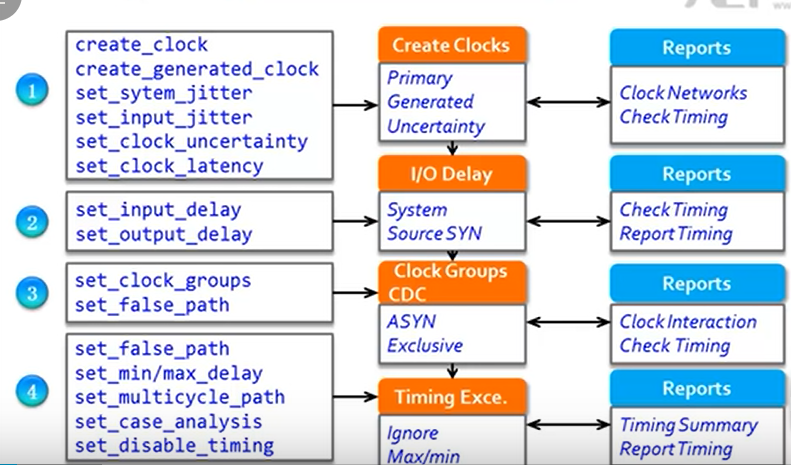 1
create_clock
create_generated_clock
set_sytem_jitter
set_input_jitter
set_clock_uncertainty
set_clock_latency
Create Clocks
Primary
Generated
Uncertainty
Reports
Clock Networks
Check Timing
2
set_input_delay
set_output_delay
I/O Delay
System
Source SYN
Reports
Check Timing
Report Timing
3
set_clock_groups
set_false_path
Clock Groups
CDC
ASYN
Exclusive
Reports
Clock Interaction
Check Timing
4
set_false_path
set_min/max_delay
set_multicycle_path
set_case_analysis
set_disable_timing
Timing Exce.
Ignore
Max/min
Reports
Timing Summary
Report Timing